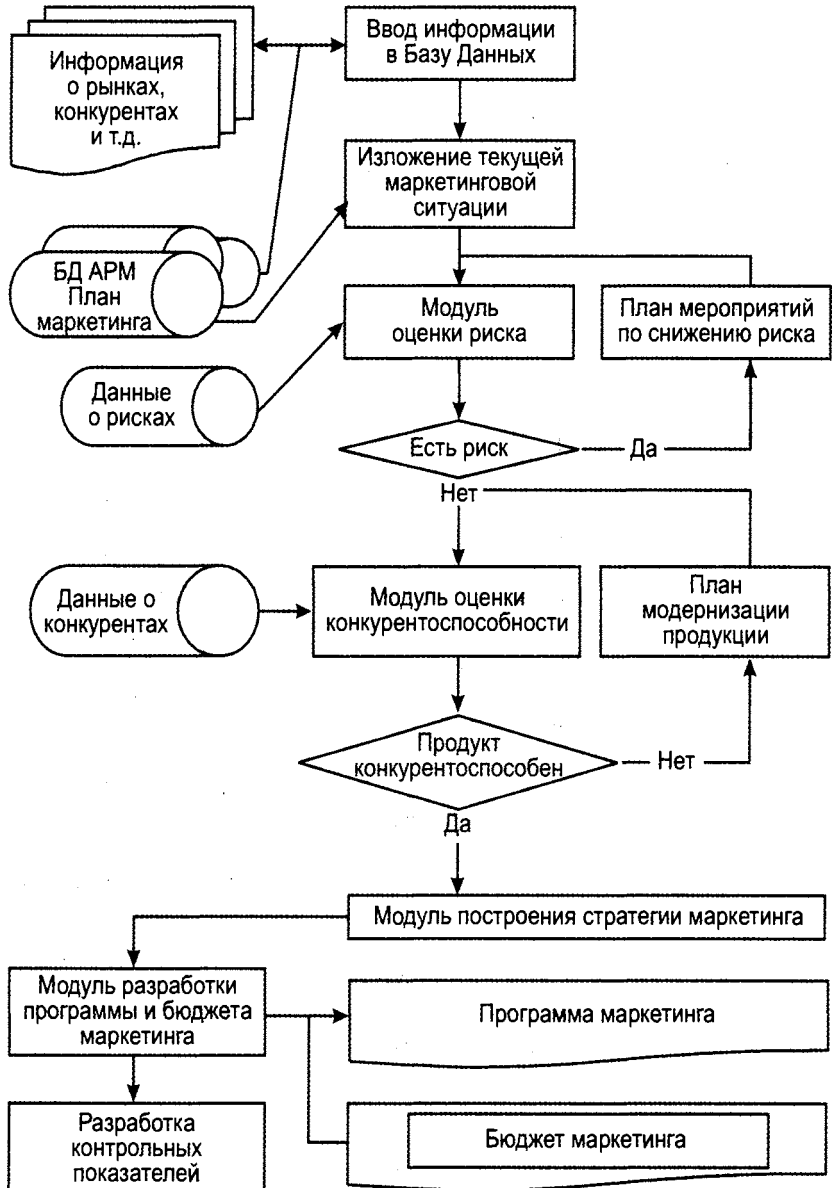 Информация
о рынках,
конкурентах
и т.д.
Ввод информации
в Базу Данных
Изложение текущей
маркетинговой
ситуации
БД АРМ
План
маркетинга
Модуль
оценки риска
План мероприятий
по снижению риска
Данные
о рисках
Есть риск
Да
Нет
Данные о
конкурентах
Модуль оценки
конкурентоспособности
План
модернизации
продукции
Продукт
конкурентоспособен
Нет
Да
Модуль построения стратегии маркетинга
Модуль разработки
программы и бюджета
маркетинга
Программа маркетинга
Разработка
контрольных
показателей
Бюджет маркетинга